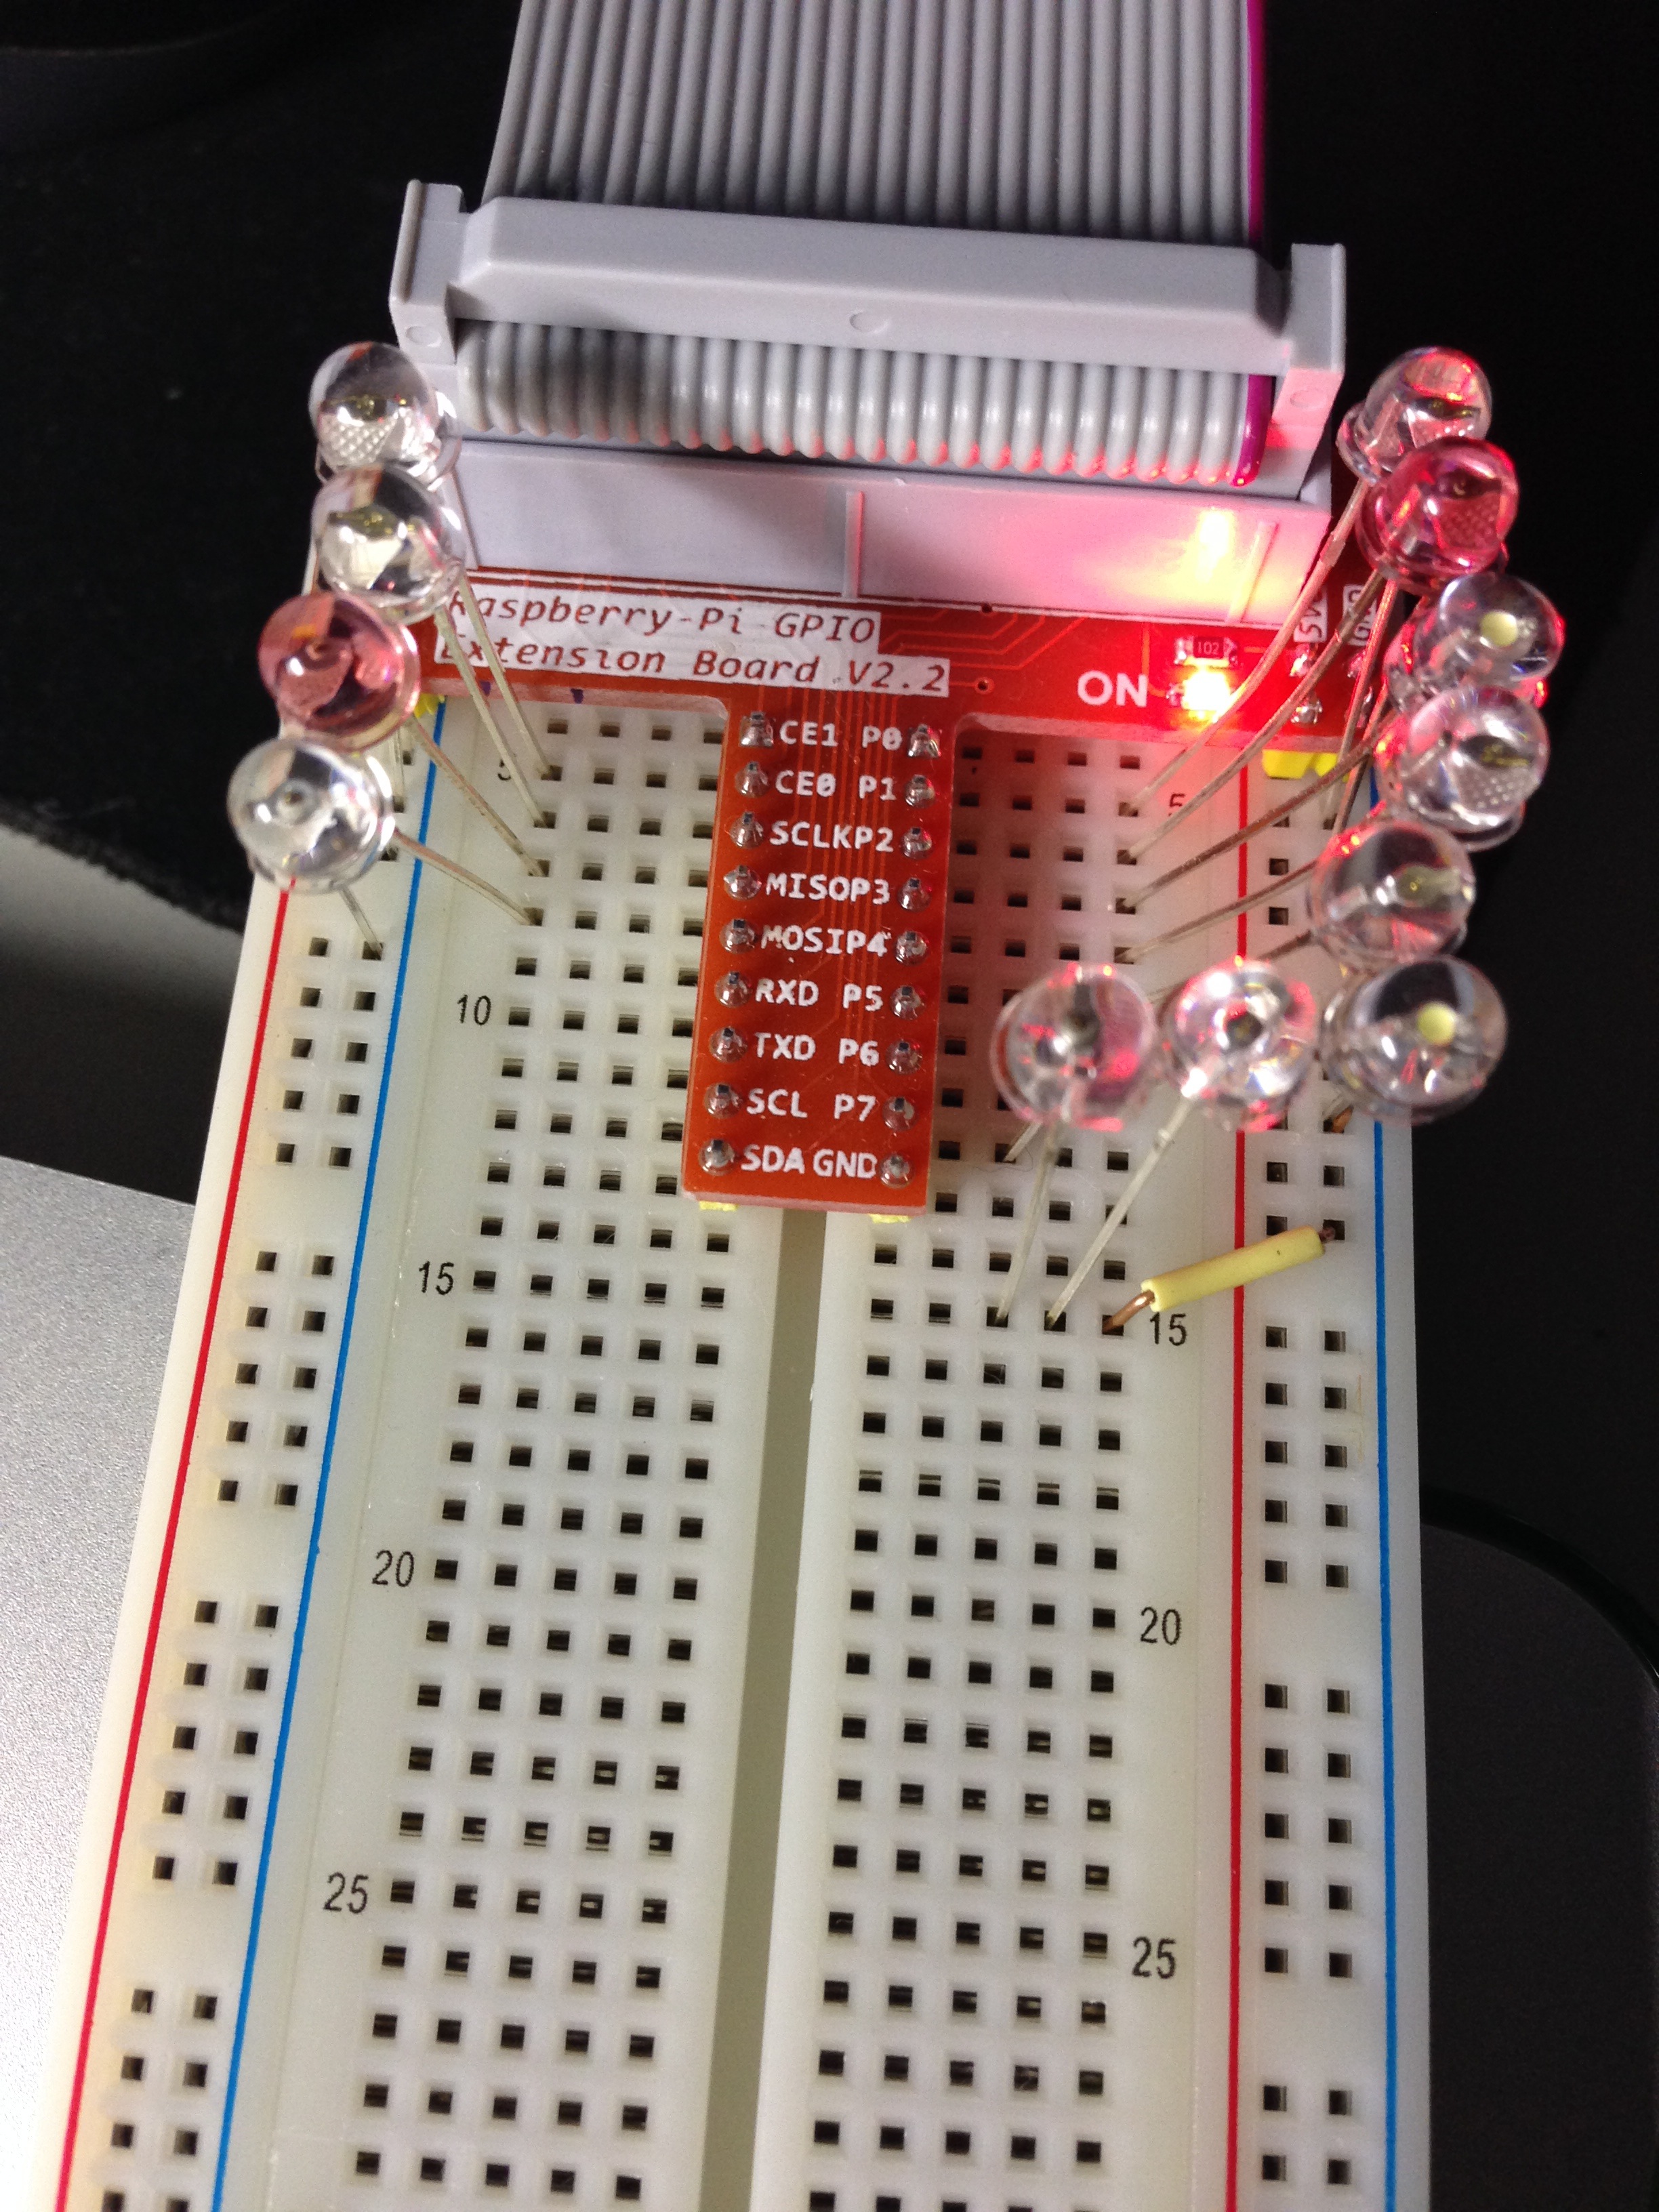 Raspberry-Pi GPIO
Extension Board V2.2
102
ON
CE1 P0
CE0 P1
SCLKP2
MISOP3
MOSIP4
RXD P5
TXD P6
SCL P7
SDA GND
5
5
10
15
15
20
20
25
25